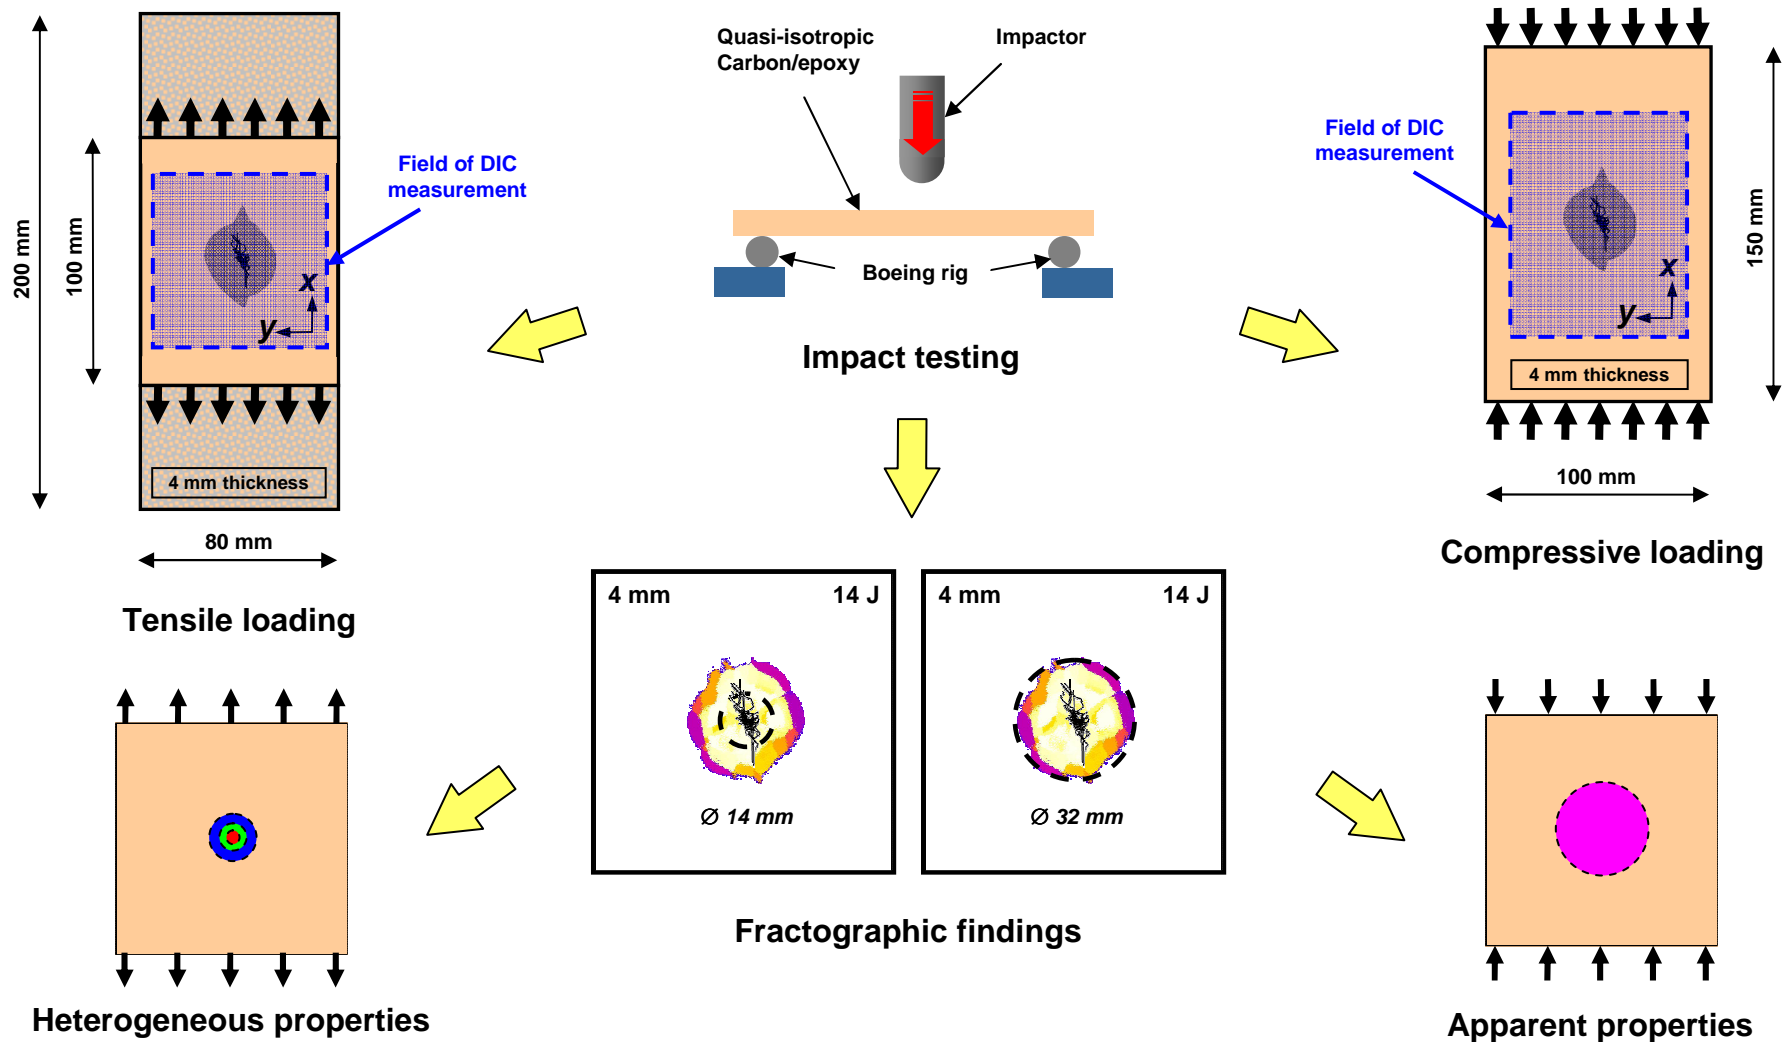 Quasi-isotropic
Carbon/epoxy
Impactor
Field of DIC
measurement
Field of DIC
measurement
200 mm
100 mm
150 mm
x
y
x
y
Boeing rig
Impact testing
4 mm thickness
4 mm thickness
80 mm
100 mm
Tensile loading
Compressive loading
4 mm 14 J
4 mm 14 J
Ø 14 mm
Ø 32 mm
Fractographic findings
Heterogeneous properties
Apparent properties